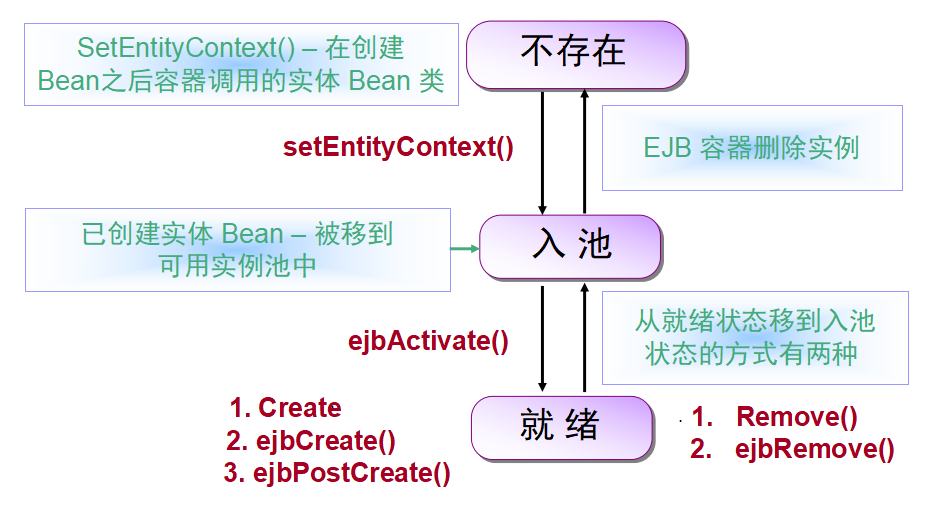 SetEntityContext() – 在创建
Bean之后容器调用的实体 Bean 类
不存在
setEntityContext()
EJB 容器删除实例
已创建实体 Bean – 被移到
可用实例池中
入 池
ejbActivate()
从就绪状态移到入池
状态的方式有两种
1. Create
2. ejbCreate()
3. ejbPostCreate()
就 绪
1. Remove()
2. ejbRemove()